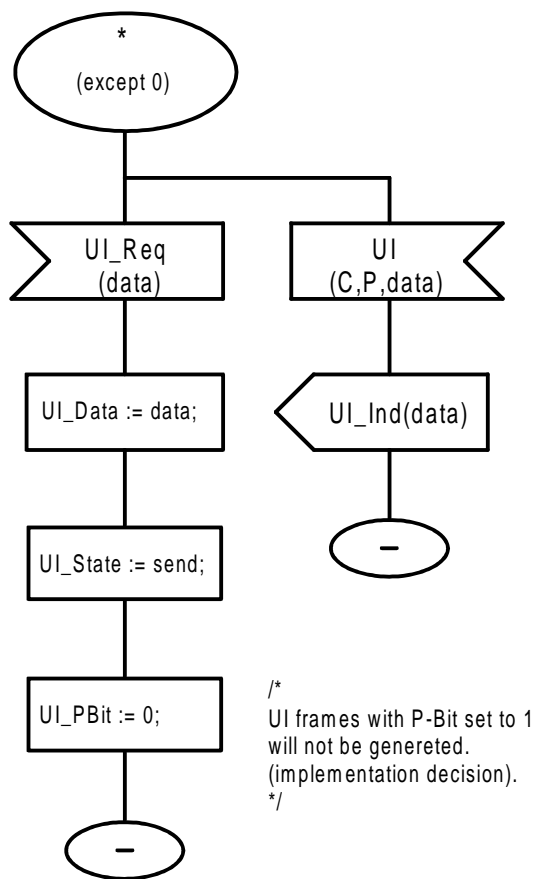 *
(except 0)
UI_Req
(data)
UI_Data := data;
UI_State := send;
UI_PBit := 0;
–
UI
(C,P,data)
UI_Ind(data)
–
/*
UI frames with P-Bit set to 1
will not be genereted.
(implementation decision).
*/